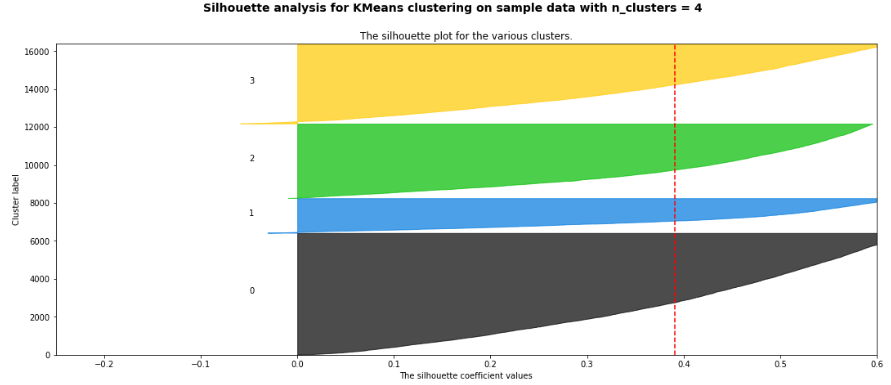 Silhouette analysis for KMeans clustering on sample data with n_clusters = 4
The silhouette plot for the various clusters.
16000
14000
12000
10000
8000
6000
4000
2000
0
Cluster label
3
2
1
0
−0.2 −0.1 0.0 0.1 0.2 0.3 0.4 0.5 0.6
The silhouette coefficient values